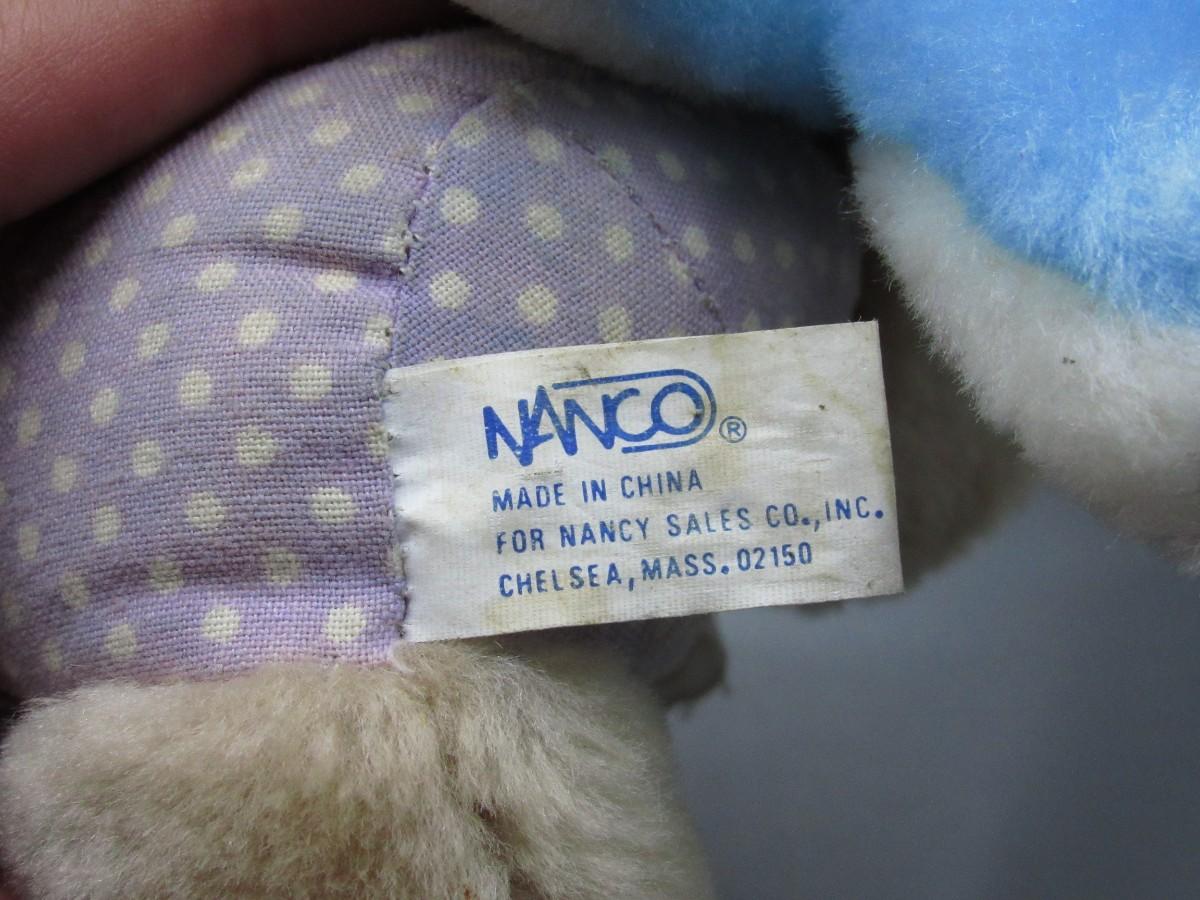 NANCO®
MADE IN CHINA
FOR NANCY SALES CO., INC.
CHELSEA, MASS. 02150